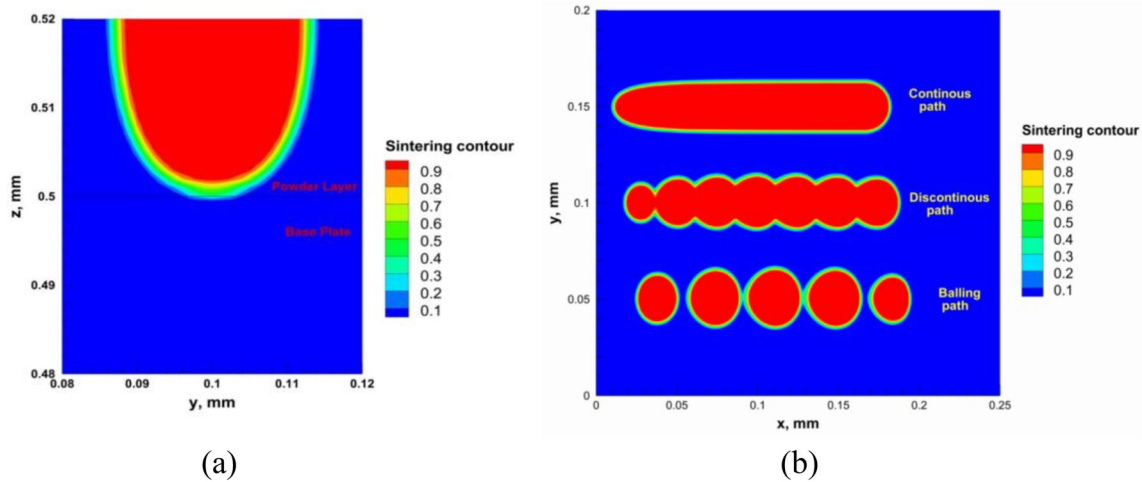 0.52
0.51
0.5
0.49
0.48
z, mm
0.08
0.09
0.1
0.11
0.12
y, mm
Powder Layer
Base Plate
Sintering contour
0.9
0.8
0.7
0.6
0.5
0.4
0.3
0.2
0.1
(a)
0.2
0.15
0.1
0.05
0
y, mm
0
0.05
0.1
0.15
0.2
0.25
x, mm
Continous
path
Discontinous
path
Balling
path
Sintering contour
0.9
0.8
0.7
0.6
0.5
0.4
0.3
0.2
0.1
(b)